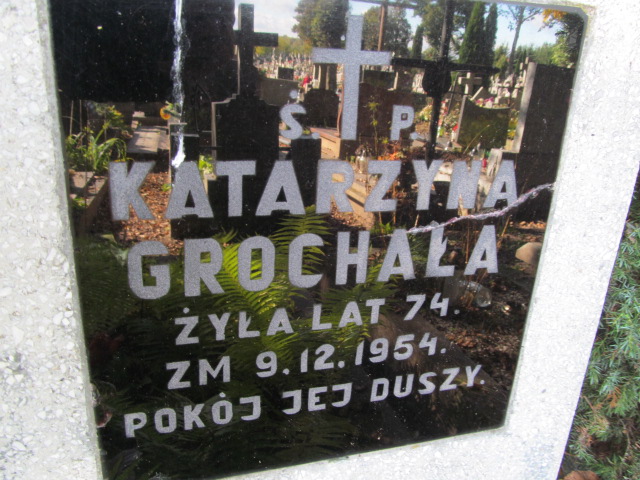 Ś P.
KATARZYNA
GROCHAŁA
ŻYŁA LAT 74.
ZM 9.12.1954.
POKÓJ JEJ DUSZY.